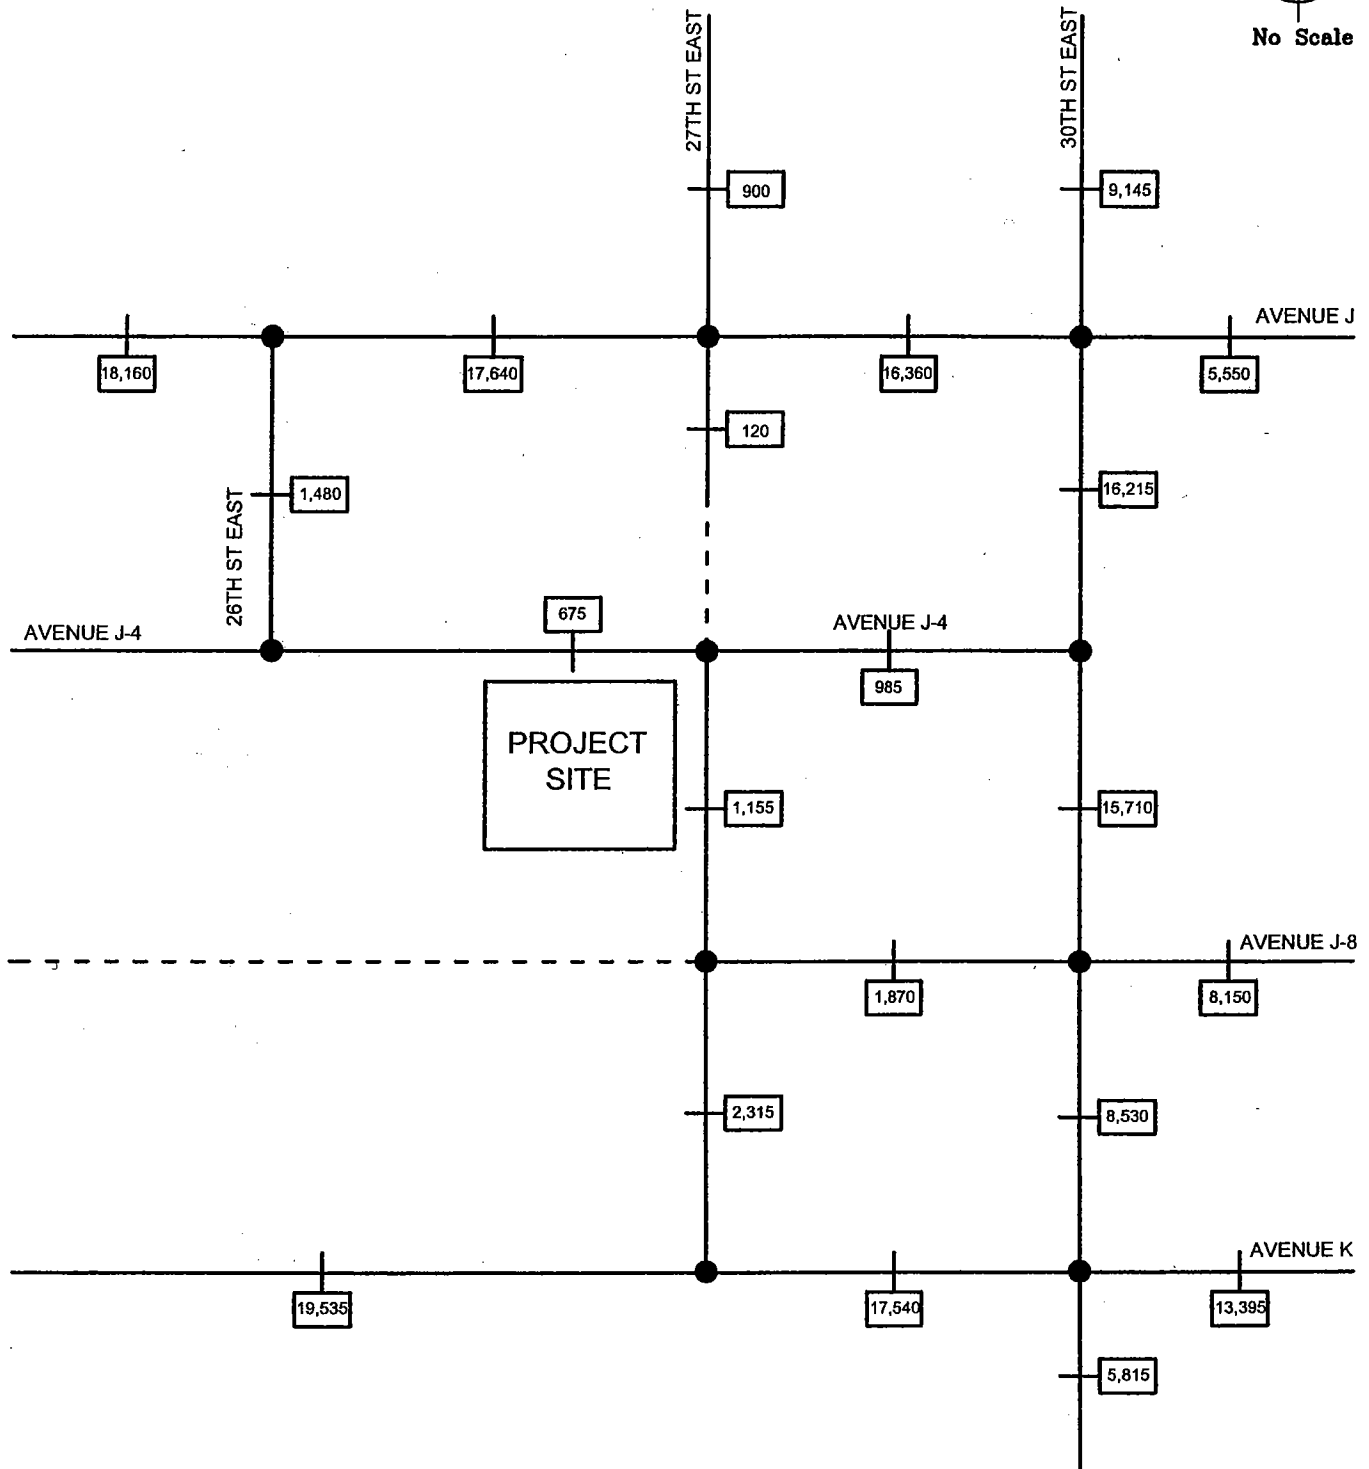 No Scale
27TH ST EAST
30TH ST EAST
900
9,145
AVENUE J
18,160
17,640
16,360
5,550
120
26TH ST EAST
1,480
16,215
675
AVENUE J-4
AVENUE J-4
985
PROJECT
SITE
1,155
15,710
AVENUE J-8
1,870
8,150
2,315
8,530
AVENUE K
19,535
17,540
13,395
5,815